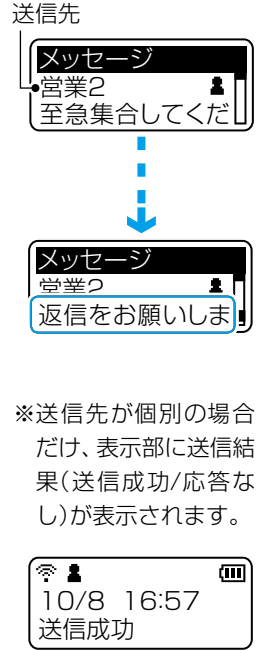 送信先
メッセージ
営業2
至急集合してくだ
メッセージ
営業2
返信をお願いしま
※送信先が個別の場合
だけ、表示部に送信結
果(送信成功/応答な
し)が表示されます。
10/8 16:57
送信成功